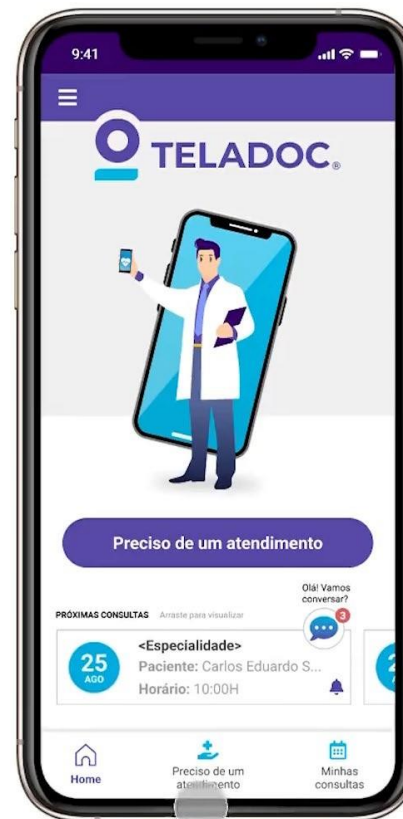 9:41
TELADOC®
Preciso de um atendimento
Olá! Vamos
conversar?
PRÓXIMAS CONSULTAS Arraste para visualizar
3
25
AGO
<Especialidade>
Paciente: Carlos Eduardo S...
Horário: 10:00H
Home
Preciso de um
atendimento
Minhas
consultas